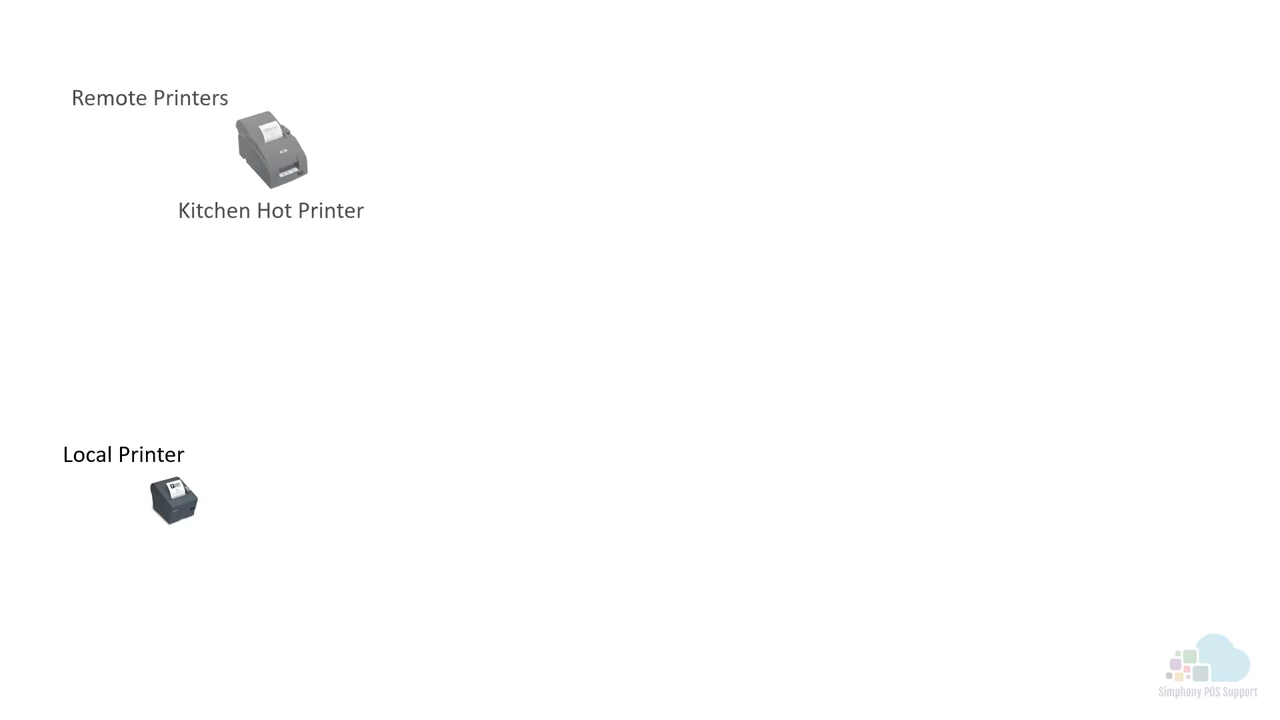 Remote Printers
Kitchen Hot Printer
Local Printer
Simphony POS Support